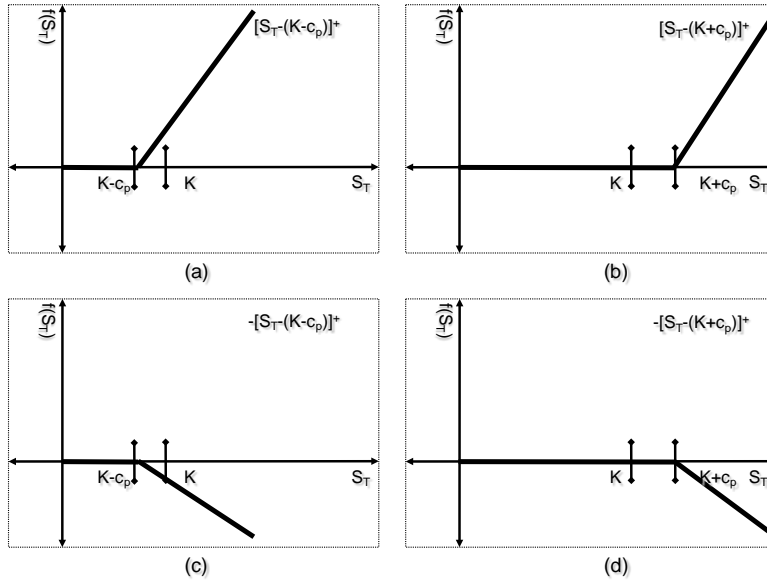 f(S_T)
[S_T-(K-c_p)]⁺
K-c_p
K
S_T
(a)
f(S_T)
[S_T-(K+c_p)]⁺
K
K+c_p
S_T
(b)
f(S_T)
-[S_T-(K-c_p)]⁺
K-c_p
K
S_T
(c)
f(S_T)
-[S_T-(K+c_p)]⁺
K
K+c_p
S_T
(d)